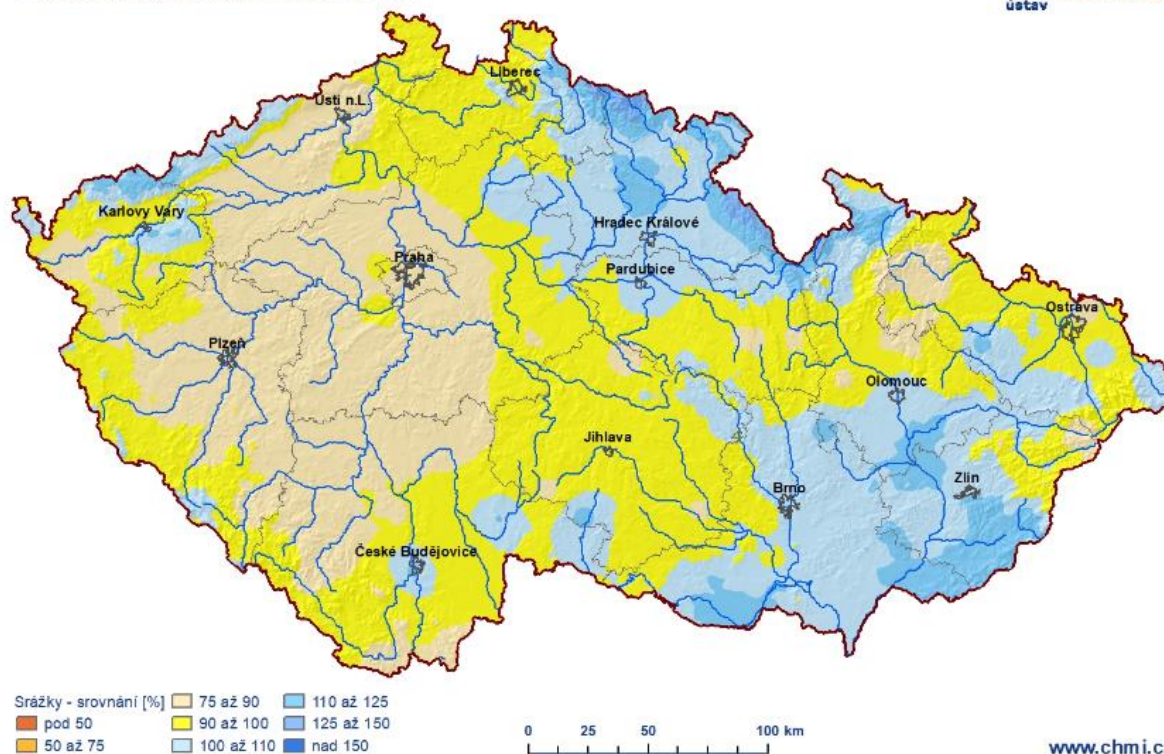 ústav
Liberec
Ústí n.L.
Karlovy Vary
Hradec Králové
Praha
Pardubice
Ostrava
Plzeň
Olomouc
Jihlava
Zlín
Brno
České Budějovice
Srážky - srovnání [%]
75 až 90
110 až 125
pod 50
90 až 100
125 až 150
50 až 75
100 až 110
nad 150
0 25 50 100 km
www.chmi.c